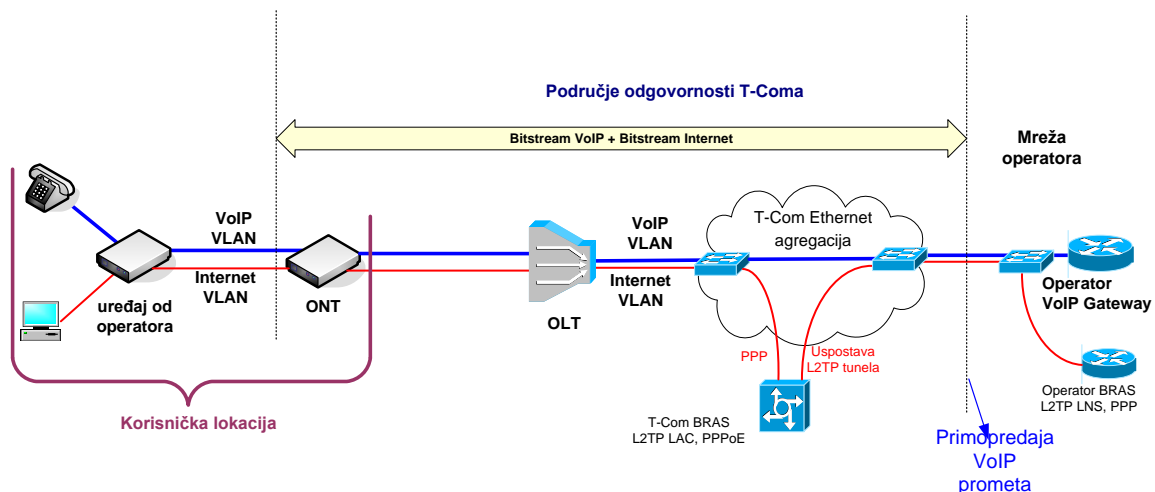 Područje odgovornosti T-Coma
Bitstream VoIP + Bitstream Internet
Mreža
operatora
VoIP
VLAN
Internet
VLAN
uređaj od
operatora
ONT
Korisnička lokacija
OLT
VoIP
VLAN
Internet
VLAN
T-Com Ethernet
agregacija
PPP
Uspostava
L2TP tunela
T-Com BRAS
L2TP LAC, PPPoE
Operator
VoIP Gateway
Operator BRAS
L2TP LNS, PPP
Primopredaja
VoIP
prometa